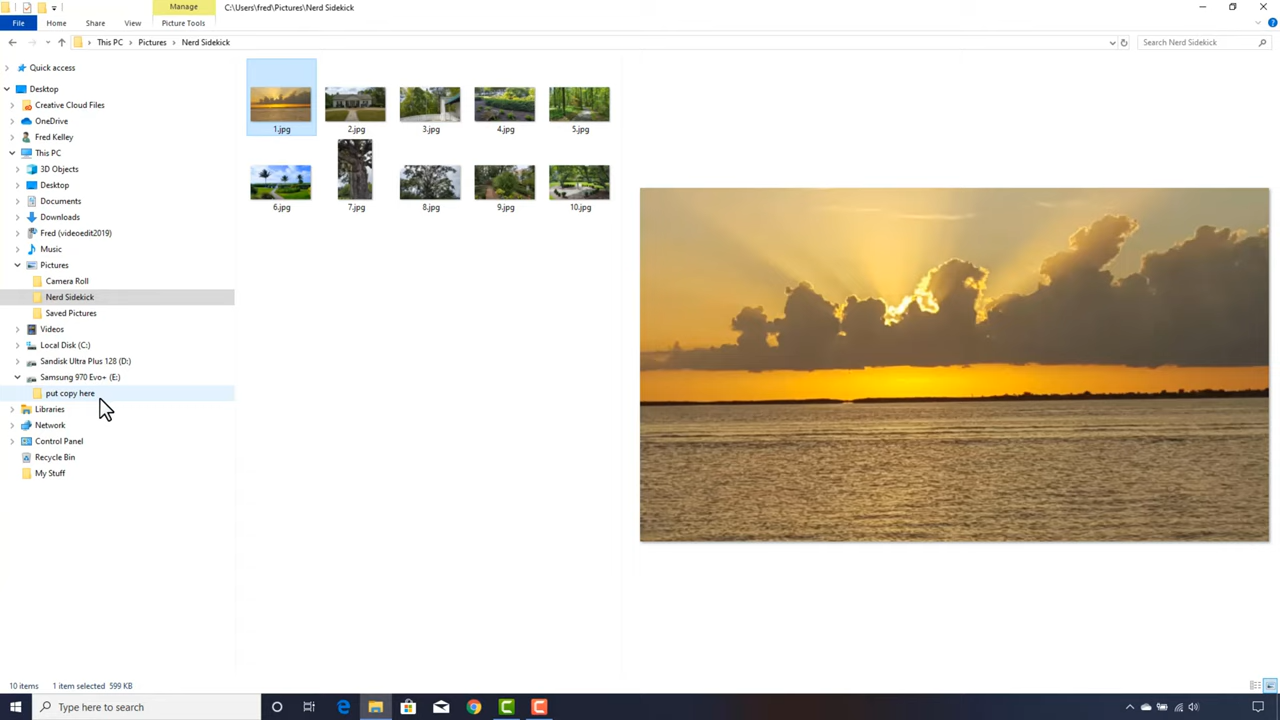 Manage
C:\Users\fred\Pictures\Nerd Sidekick
File
Home
Share
View
Picture Tools
This PC
Pictures
Nerd Sidekick
Search Nerd Sidekick
Quick access
Desktop
Creative Cloud Files
OneDrive
Fred Kelley
This PC
3D Objects
Desktop
Documents
Downloads
Fred (videoedit2019)
Music
Pictures
Camera Roll
Nerd Sidekick
Saved Pictures
Videos
Local Disk (C:)
Sandisk Ultra Plus 128 (D:)
Samsung 970 Evo+ (E:)
put copy here
Libraries
Network
Control Panel
Recycle Bin
My Stuff
1.jpg
2.jpg
3.jpg
4.jpg
5.jpg
6.jpg
7.jpg
8.jpg
9.jpg
10.jpg
10 items
1 item selected 599 KB
Type here to search